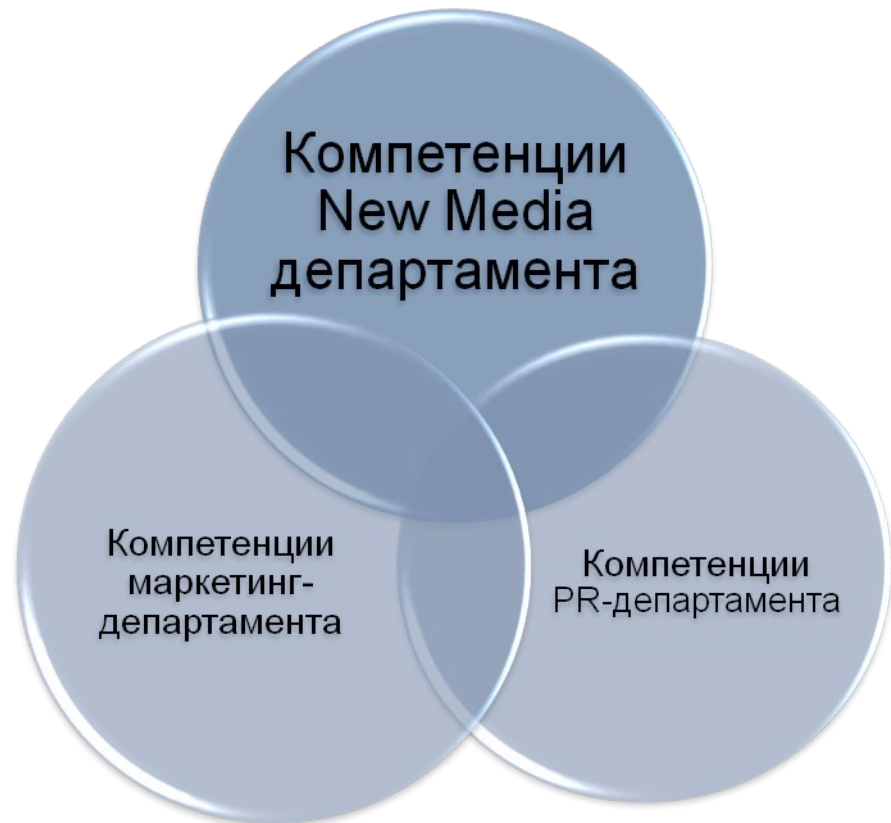 Компетенции
New Media
департамента
Компетенции
маркетинг-
департамента
Компетенции
PR-департамента